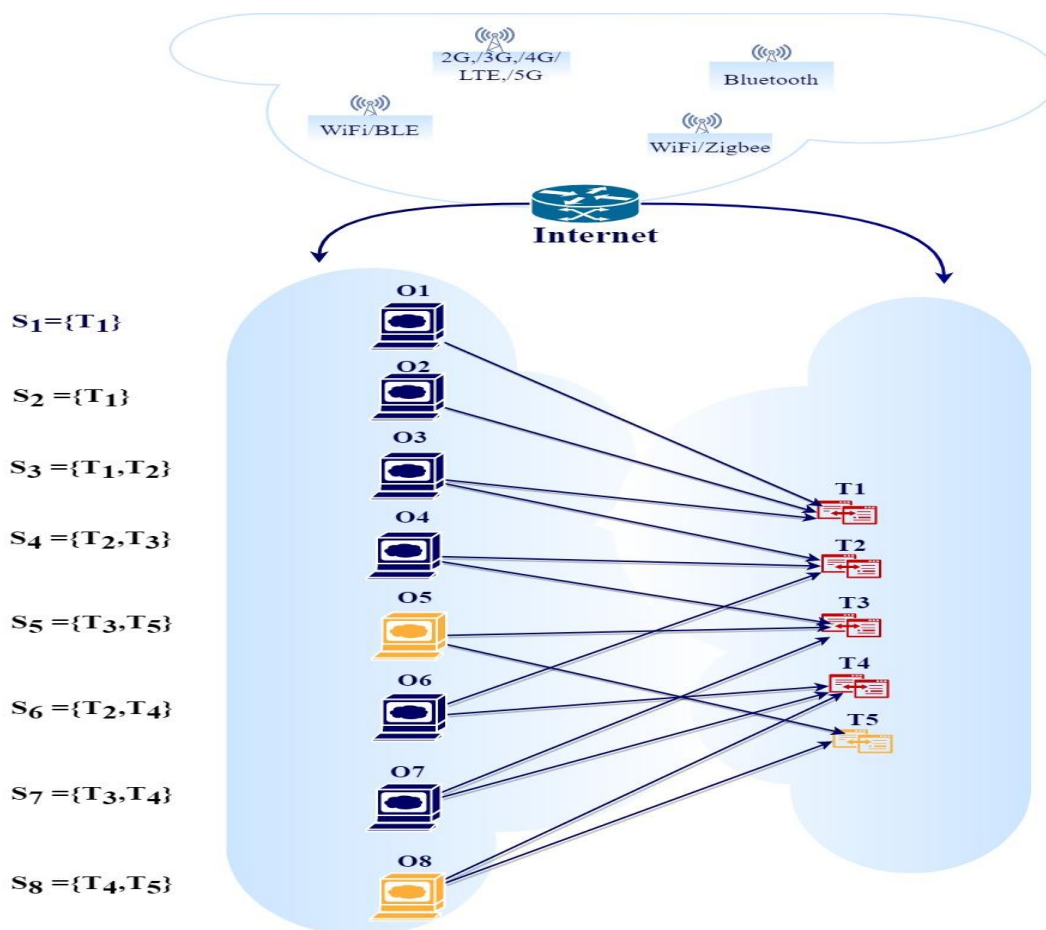 2G,/3G,/4G/
LTE,/5G
Bluetooth
WiFi/BLE
WiFi/Zigbee
Internet
O1
S1={T1}
O2
S2 ={T1}
O3
S3 ={T1,T2}
T1
O4
S4 ={T2,T3}
T2
O5
S5 ={T3,T5}
T3
O6
T4
S6 ={T2,T4}
T5
O7
S7 ={T3,T4}
O8
S8 ={T4,T5}